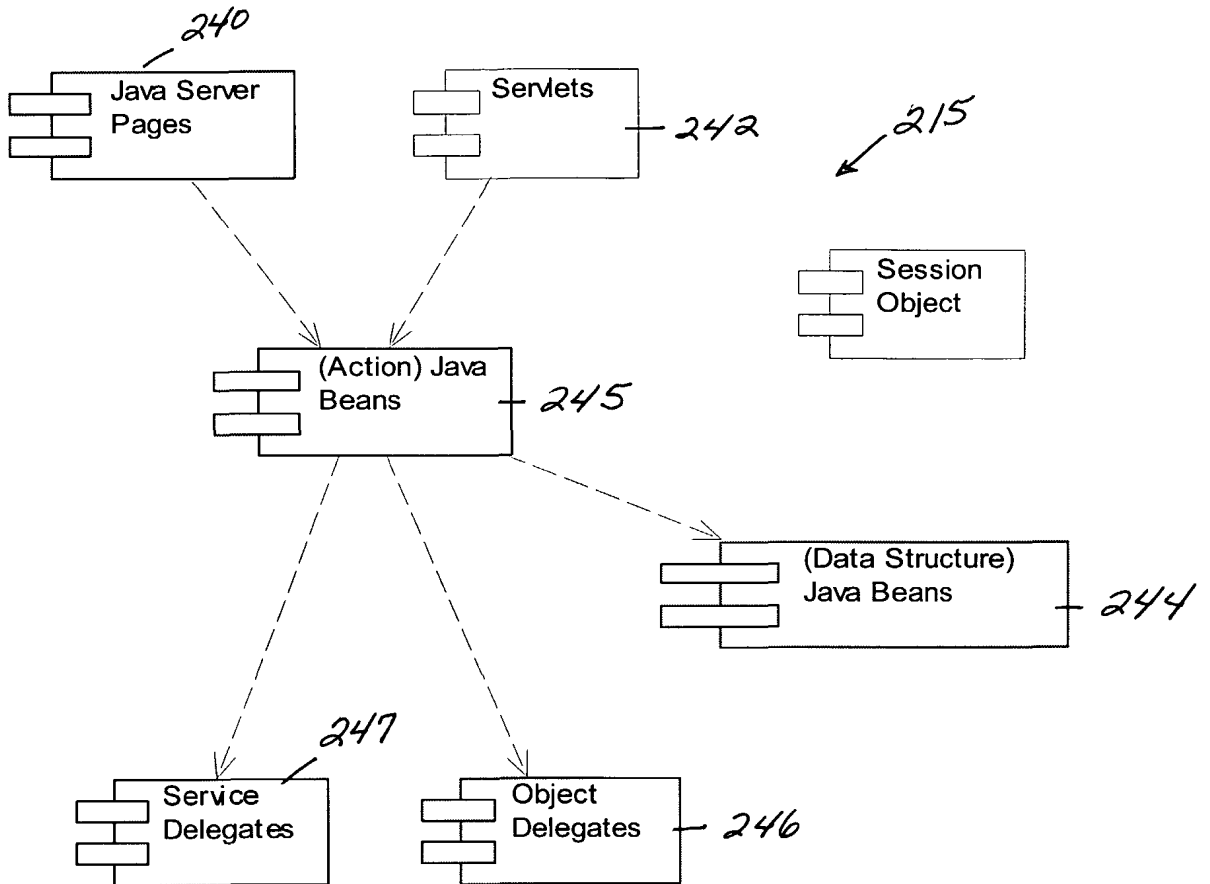 240
Java Server
Pages
Servlets
242
215
Session
Object
(Action) Java
Beans
245
(Data Structure)
Java Beans
244
247
Service
Delegates
Object
Delegates
246